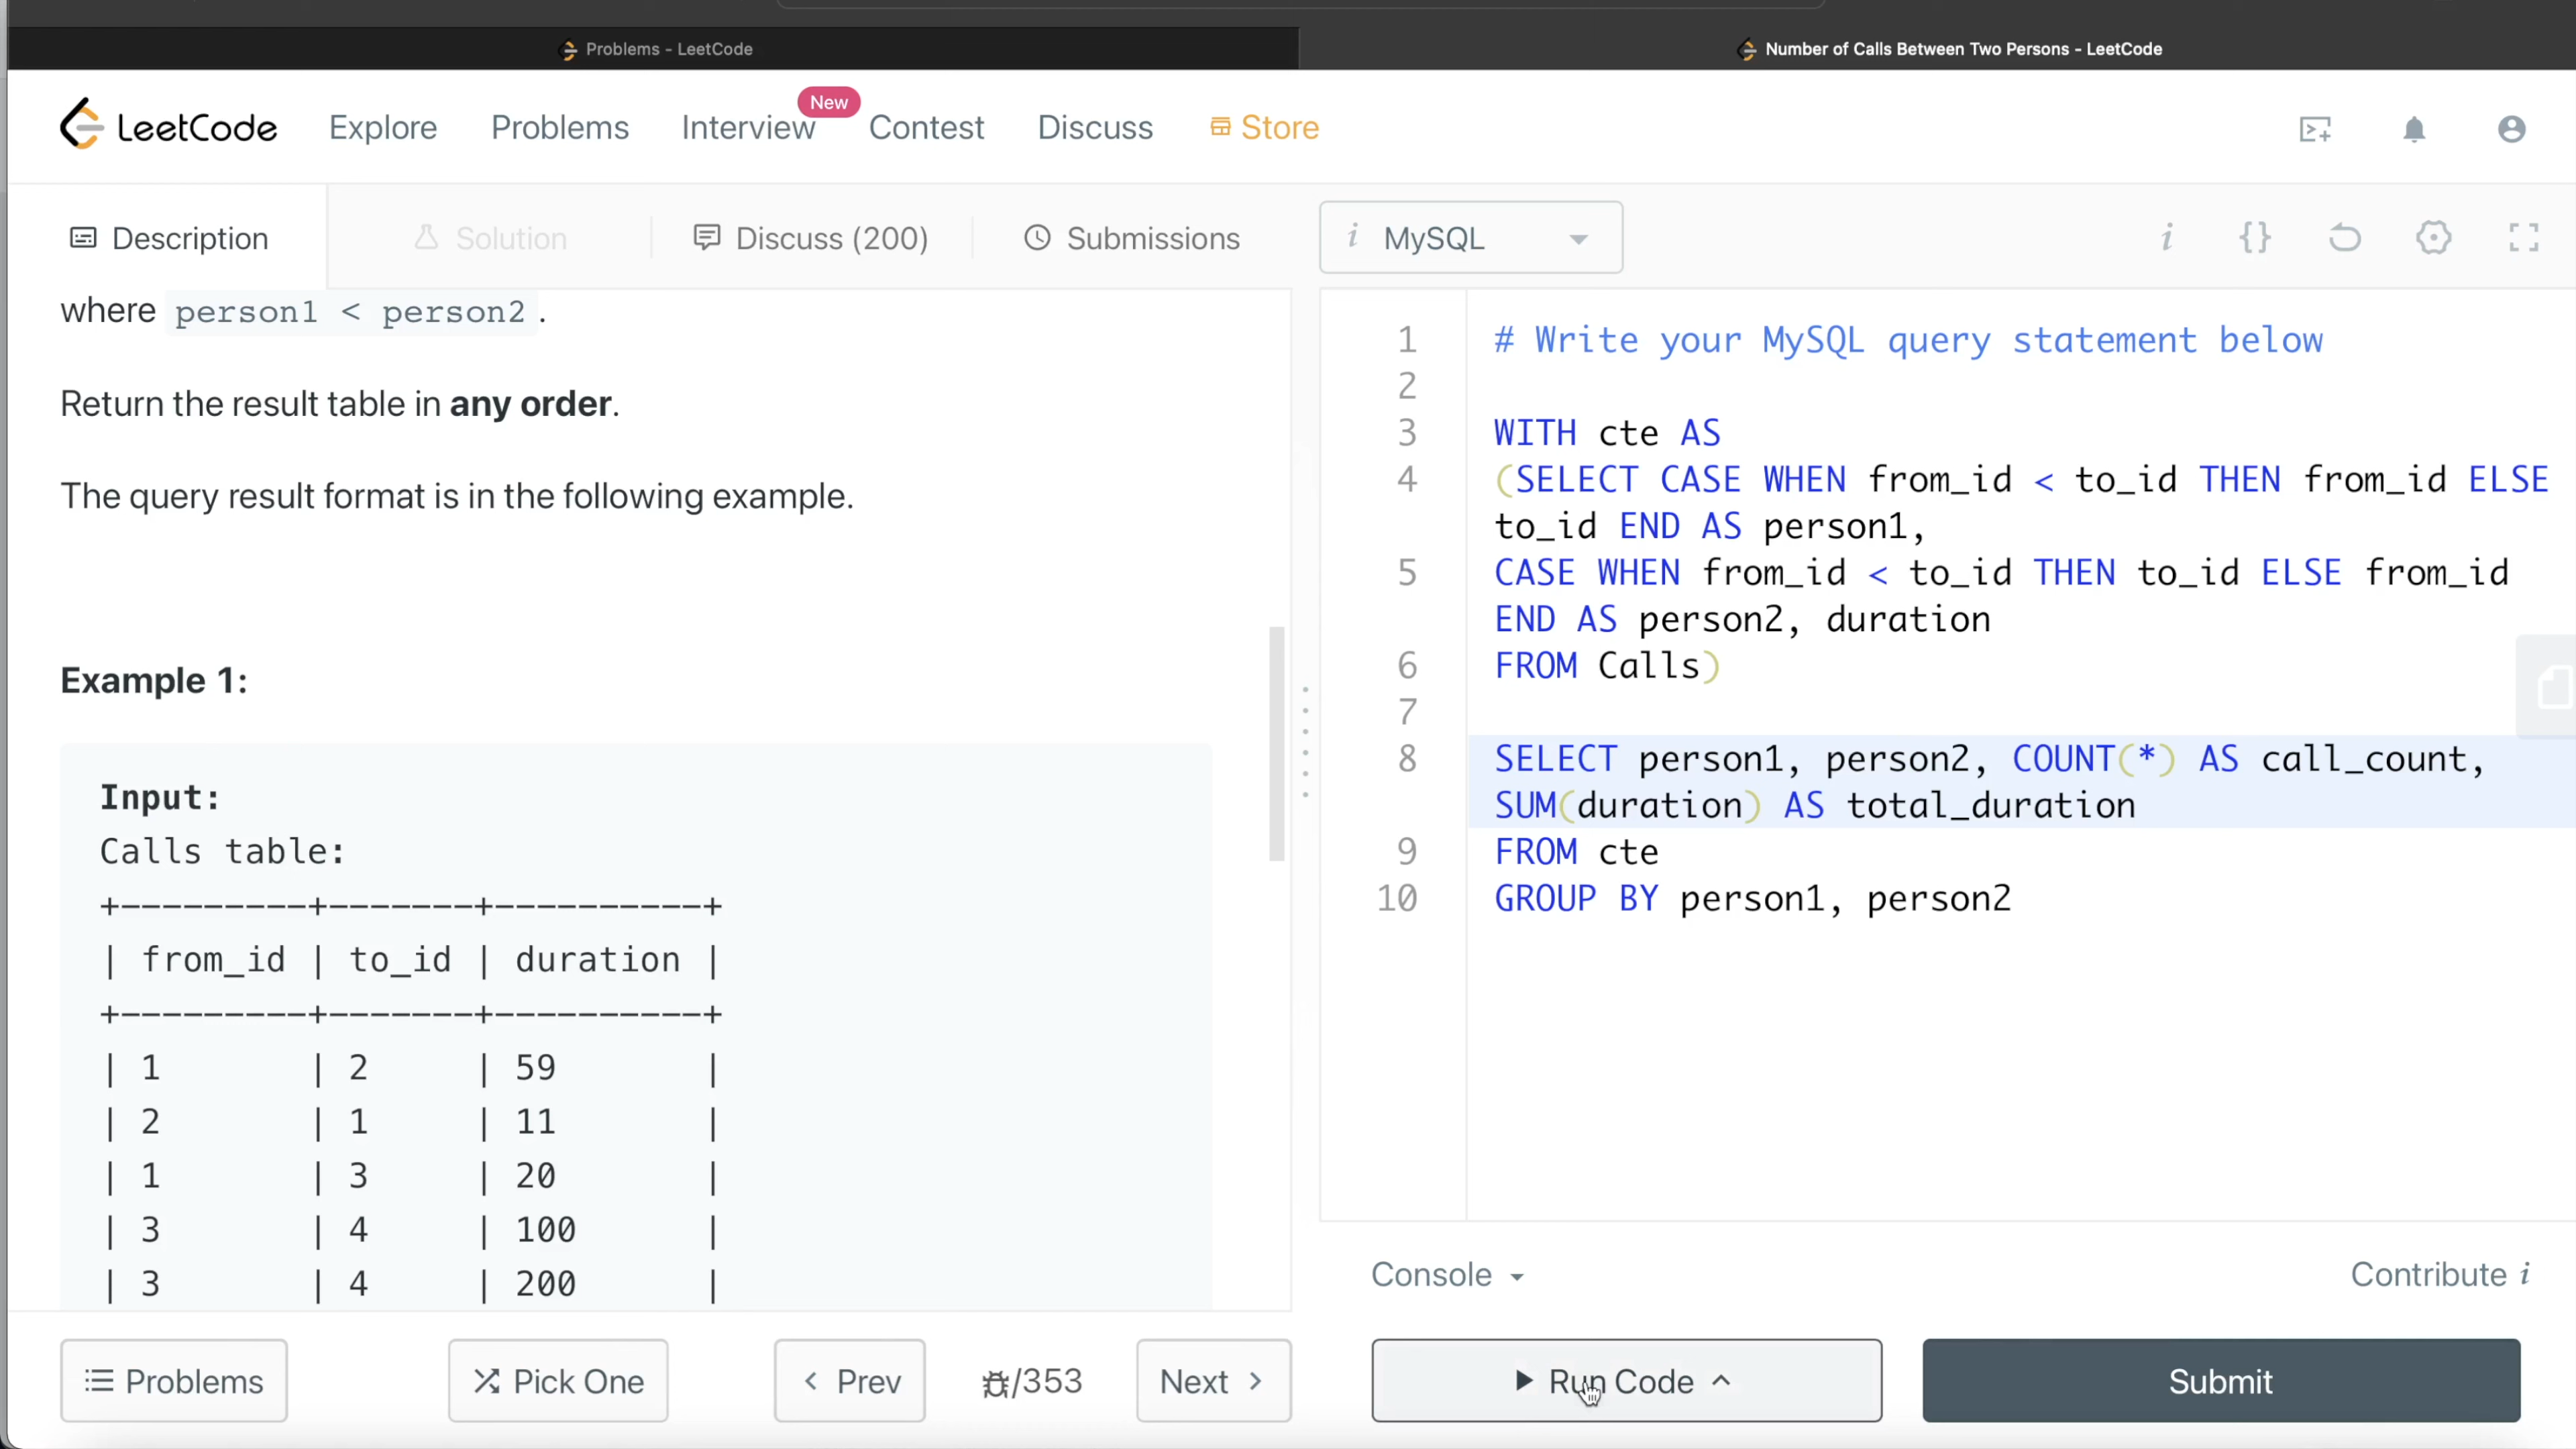 Problems - LeetCode
Number of Calls Between Two Persons - LeetCode
LeetCode
Explore
Problems
Interview
New
Contest
Discuss
Store
Description
Solution
Discuss (200)
Submissions
i MySQL
i {}
where person1 < person2.
Return the result table in any order.
The query result format is in the following example.
Example 1:
Input:
Calls table:
+---------+-------+----------+
| from_id | to_id | duration |
+---------+-------+----------+
| 1       | 2     | 59       |
| 2       | 1     | 11       |
| 1       | 3     | 20       |
| 3       | 4     | 100      |
| 3       | 4     | 200      |
1 # Write your MySQL query statement below
2
3 WITH cte AS
4 (SELECT CASE WHEN from_id < to_id THEN from_id ELSE
to_id END AS person1,
5 CASE WHEN from_id < to_id THEN to_id ELSE from_id
END AS person2, duration
6 FROM Calls)
7
8 SELECT person1, person2, COUNT(*) AS call_count,
SUM(duration) AS total_duration
9 FROM cte
10 GROUP BY person1, person2
Console
Contribute i
Problems
Pick One
Prev
/353
Next
Run Code
Submit